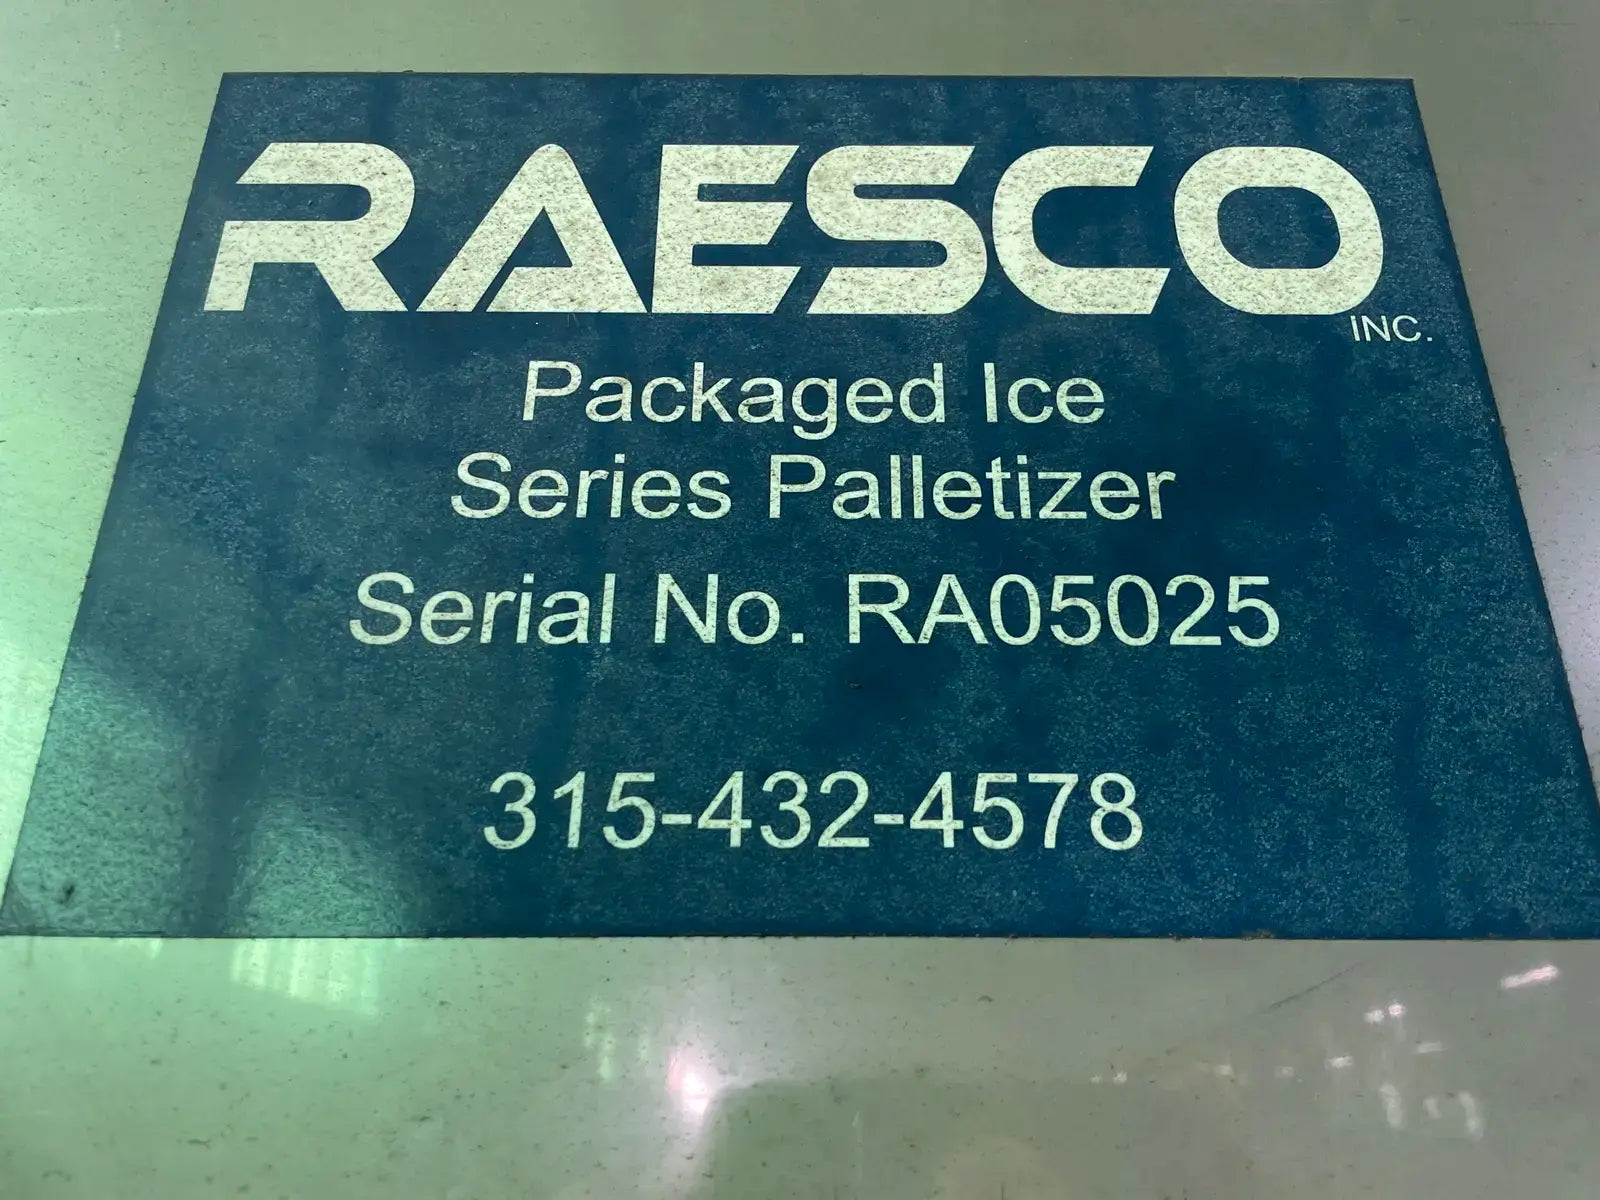 RAESCO
INC.
Packaged Ice
Series Palletizer
Serial No. RA05025
315-432-4578